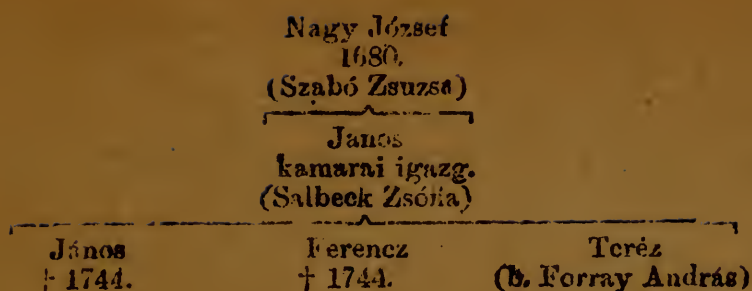 Nagy József
1680.
(Szabó Zsuzsa)
János
kamarai igazg.
(Salbeck Zsófia)
János Ferencz Teréz
† 1744. † 1744. (b. Forray András)